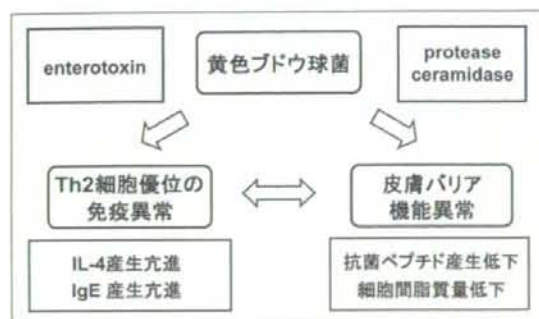 enterotoxin
黄色ブドウ球菌
protease
ceramidase
Th2細胞優位の
免疫異常
皮膚バリア
機能異常
IL-4産生亢進
IgE 産生亢進
抗菌ペプチド産生低下
細胞間脂質量低下